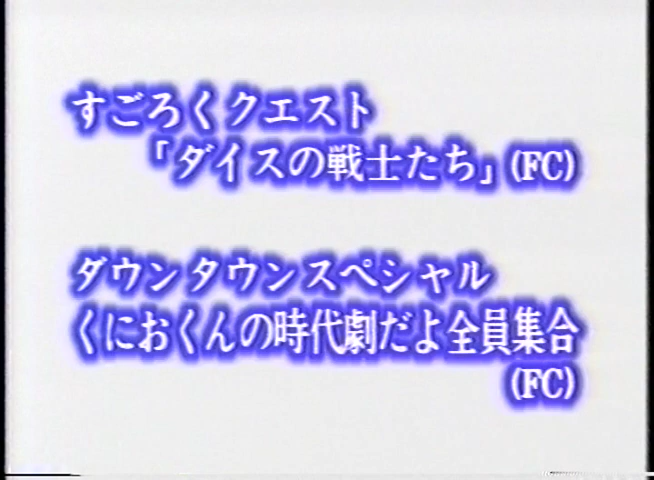 すごろくクエスト
「ダイスの戦士たち」(FC)
ダウンタウンスペシャル
くにおくんの時代劇だよ全員集合
(FC)